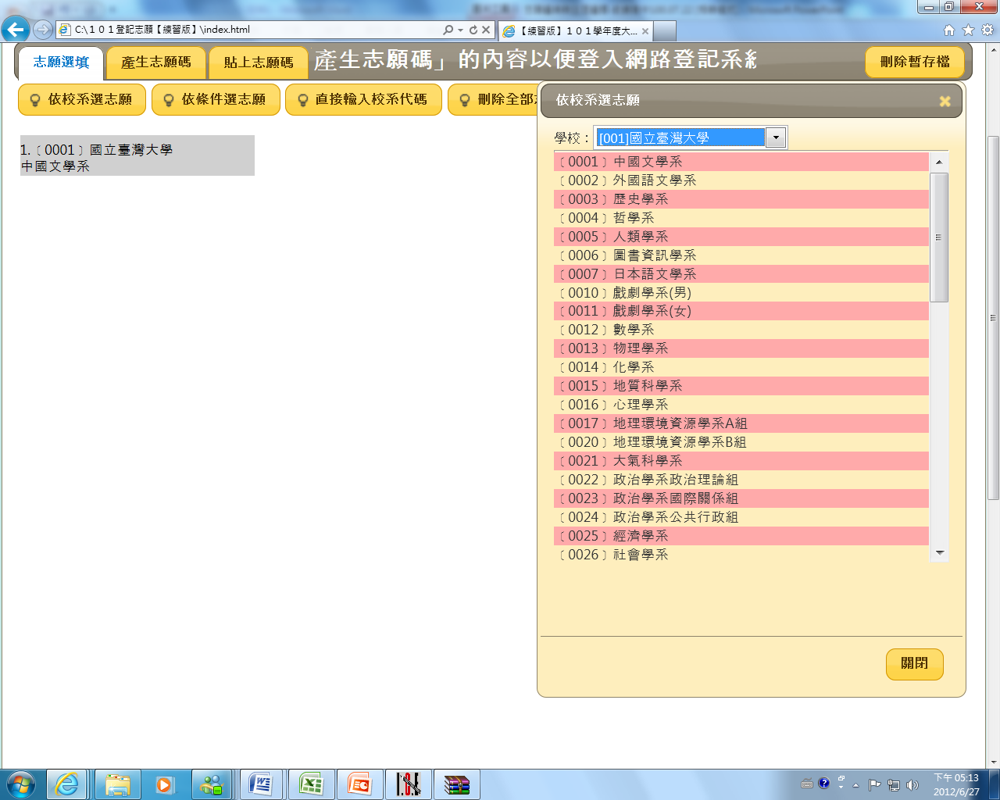 C:\１０１登記志願【練習版】\index.html
【練習版】１０１學年度大...
志願選填
產生志願碼
貼上志願碼
產生志願碼」的內容以便登入網路登記系統
刪除暫存檔
依校系選志願
依條件選志願
直接輸入校系代碼
刪除全部
依校系選志願
1.﹝0001﹞國立臺灣大學
中國文學系
學校：
[001]國立臺灣大學
﹝0001﹞中國文學系
﹝0002﹞外國語文學系
﹝0003﹞歷史學系
﹝0004﹞哲學系
﹝0005﹞人類學系
﹝0006﹞圖書資訊學系
﹝0007﹞日本語文學系
﹝0010﹞戲劇學系(男)
﹝0011﹞戲劇學系(女)
﹝0012﹞數學系
﹝0013﹞物理學系
﹝0014﹞化學系
﹝0015﹞地質科學系
﹝0016﹞心理學系
﹝0017﹞地理環境資源學系A組
﹝0020﹞地理環境資源學系B組
﹝0021﹞大氣科學系
﹝0022﹞政治學系政治理論組
﹝0023﹞政治學系國際關係組
﹝0024﹞政治學系公共行政組
﹝0025﹞經濟學系
﹝0026﹞社會學系
關閉
下午 05:13
2012/6/27